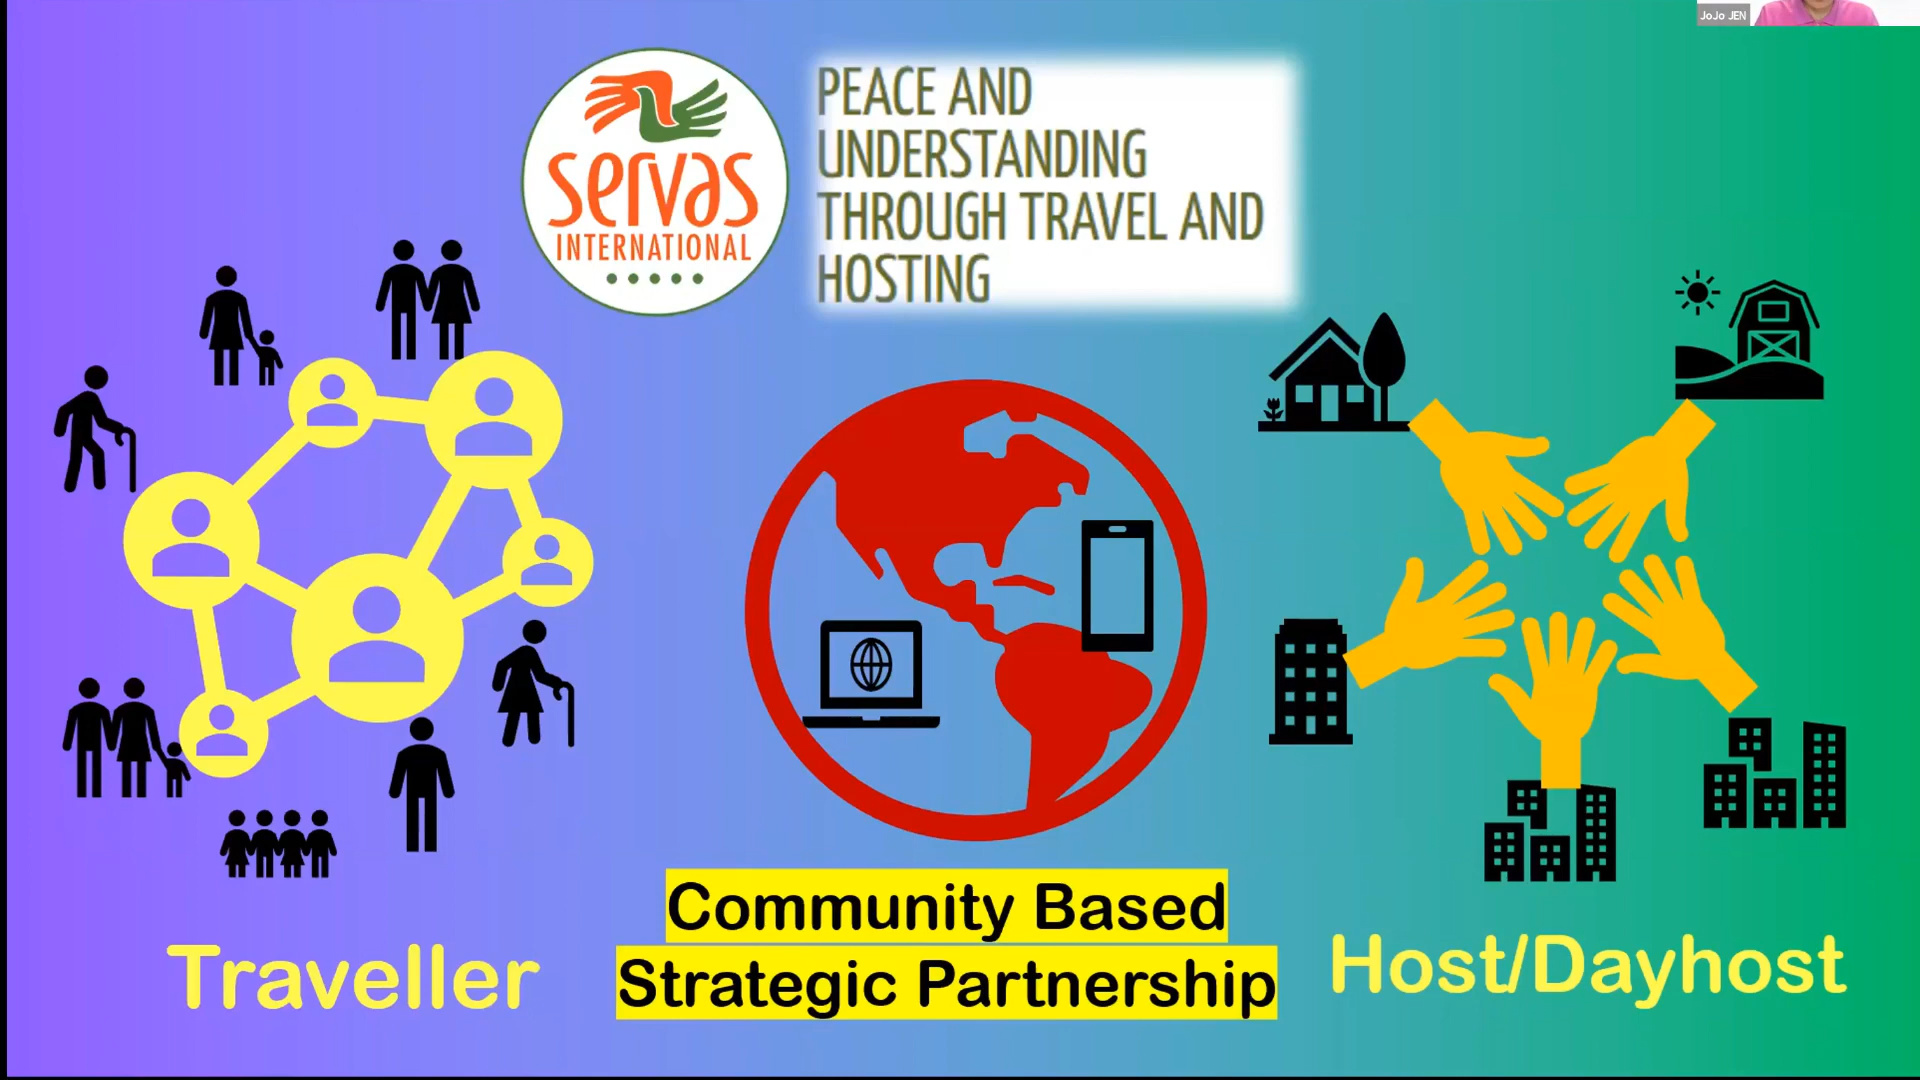 JoJo JEN
servas
INTERNATIONAL
PEACE AND
UNDERSTANDING
THROUGH TRAVEL AND
HOSTING
Community Based
Strategic Partnership
Traveller
Host/Dayhost